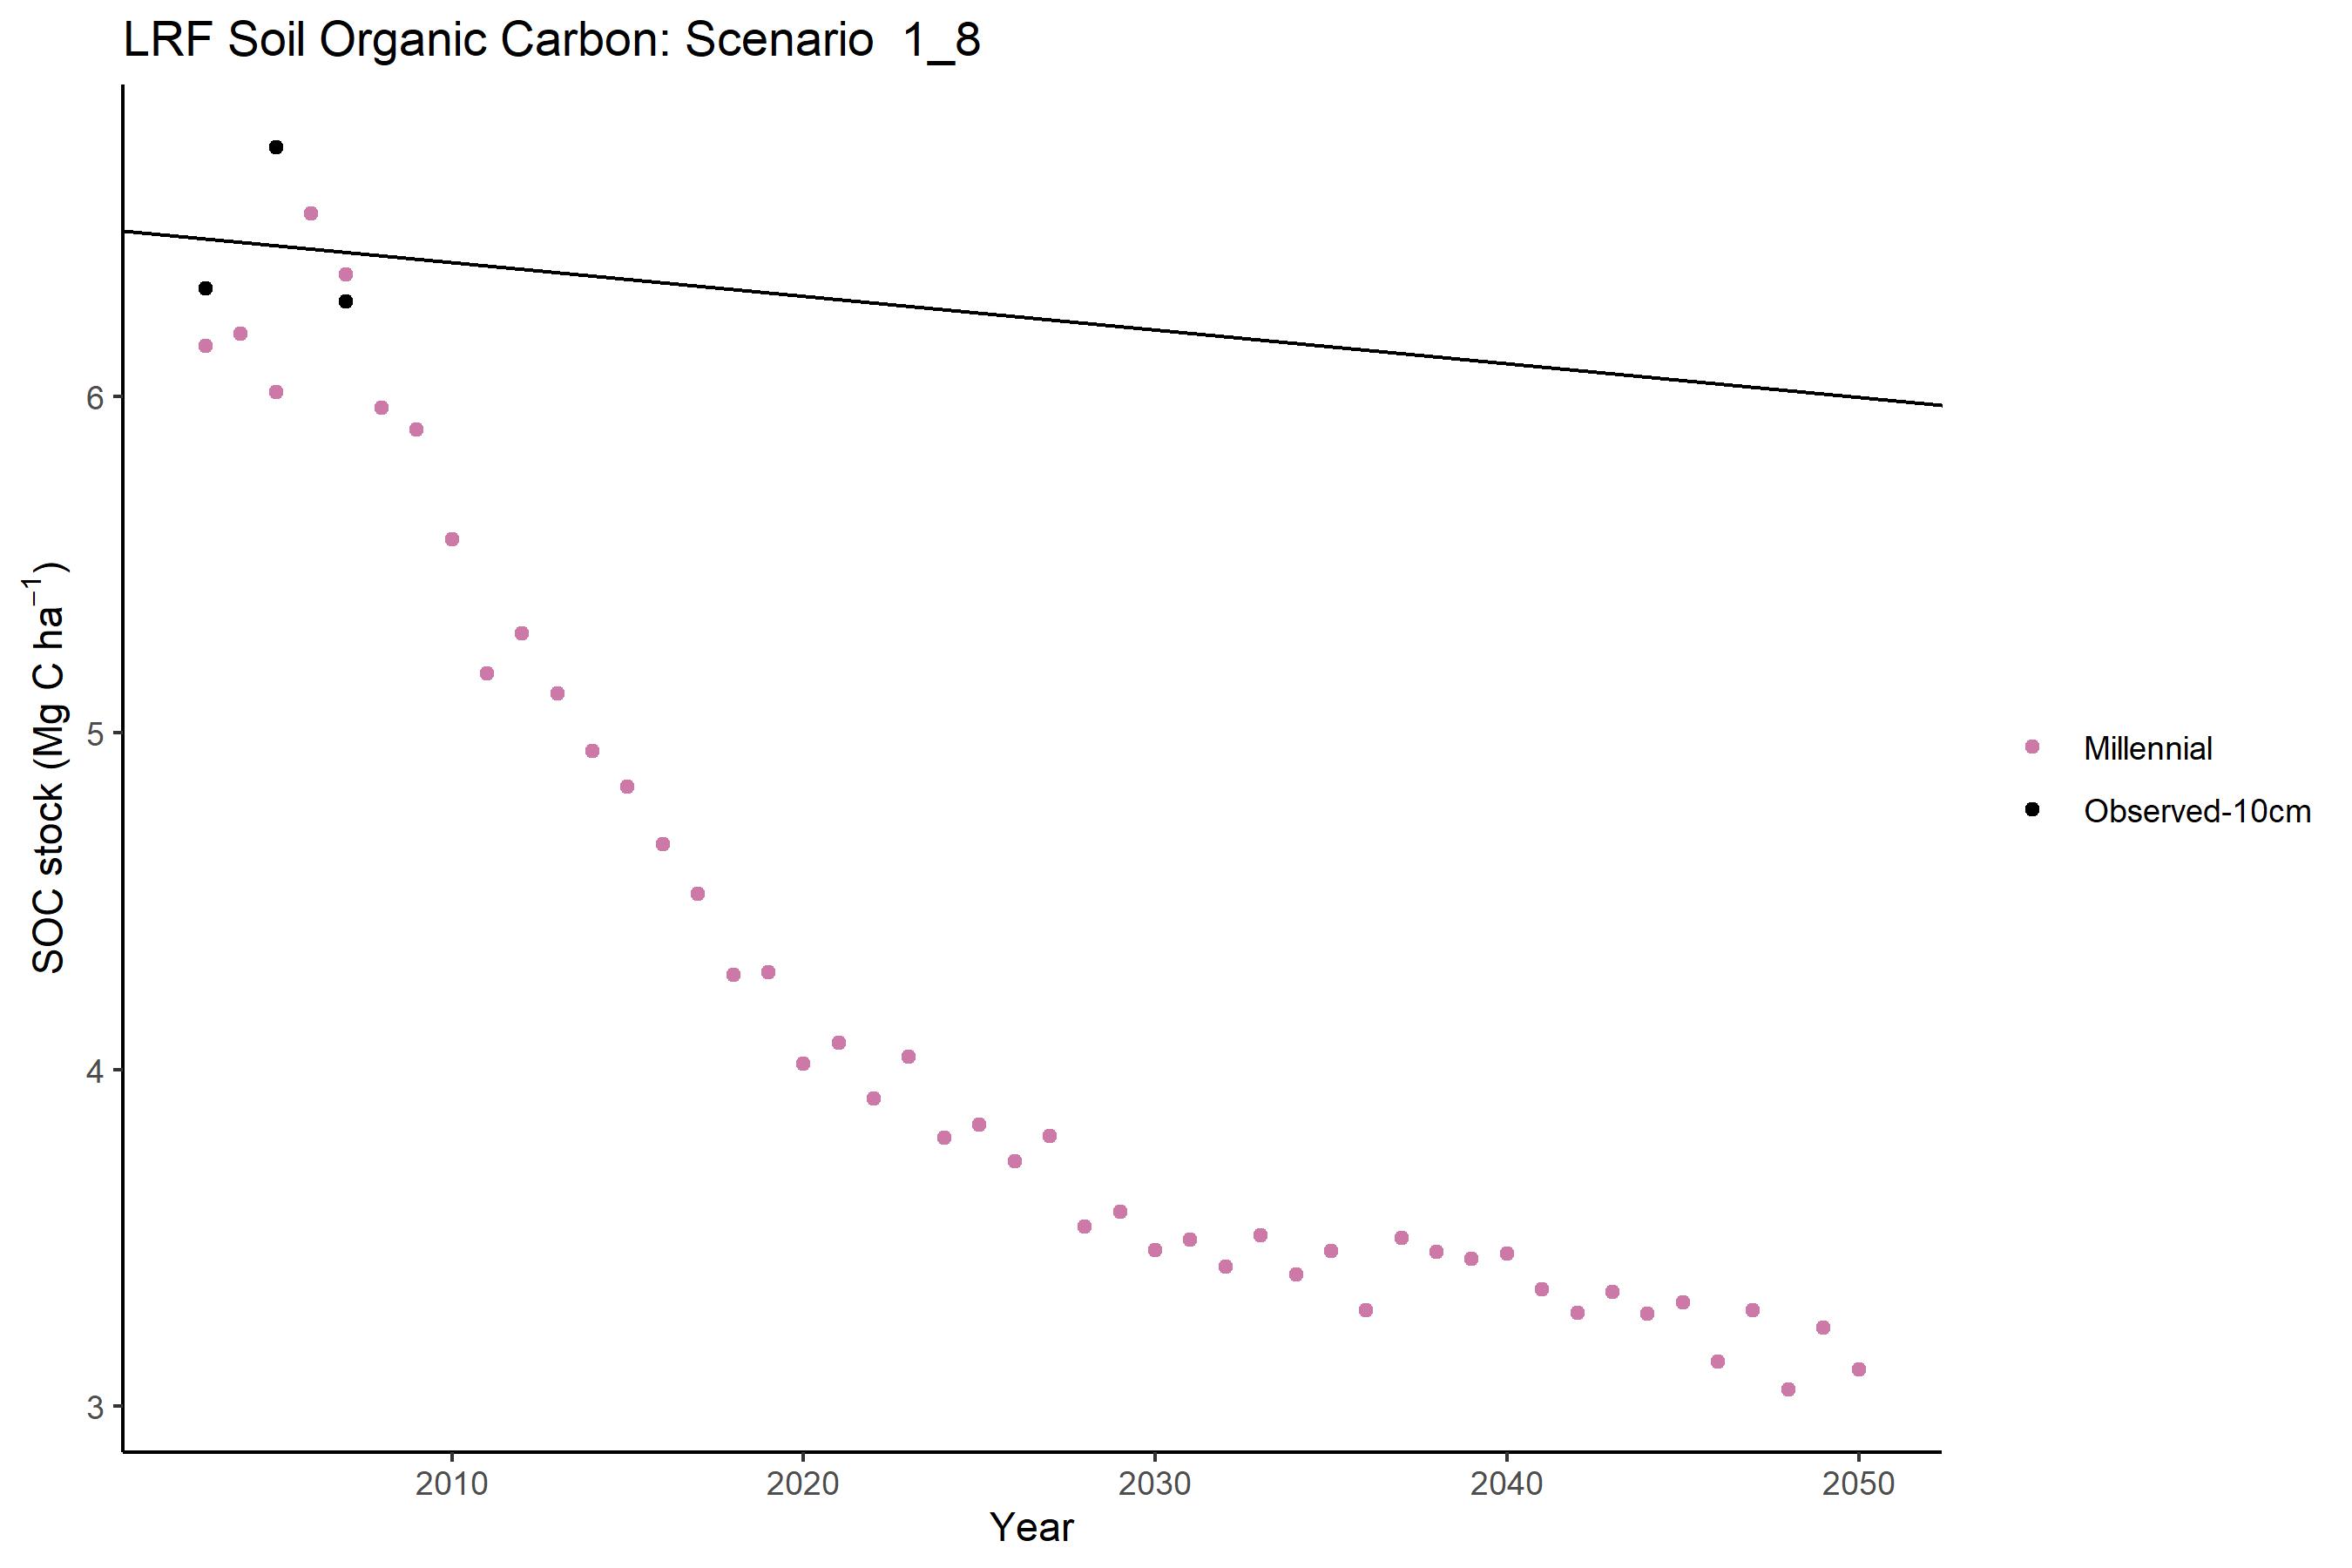 LRF Soil Organic Carbon: Scenario  1_8
SOC stock (Mg C ha⁻¹)
6
5
4
3
2010
2020
2030
2040
2050
Year
Millennial
Observed-10cm